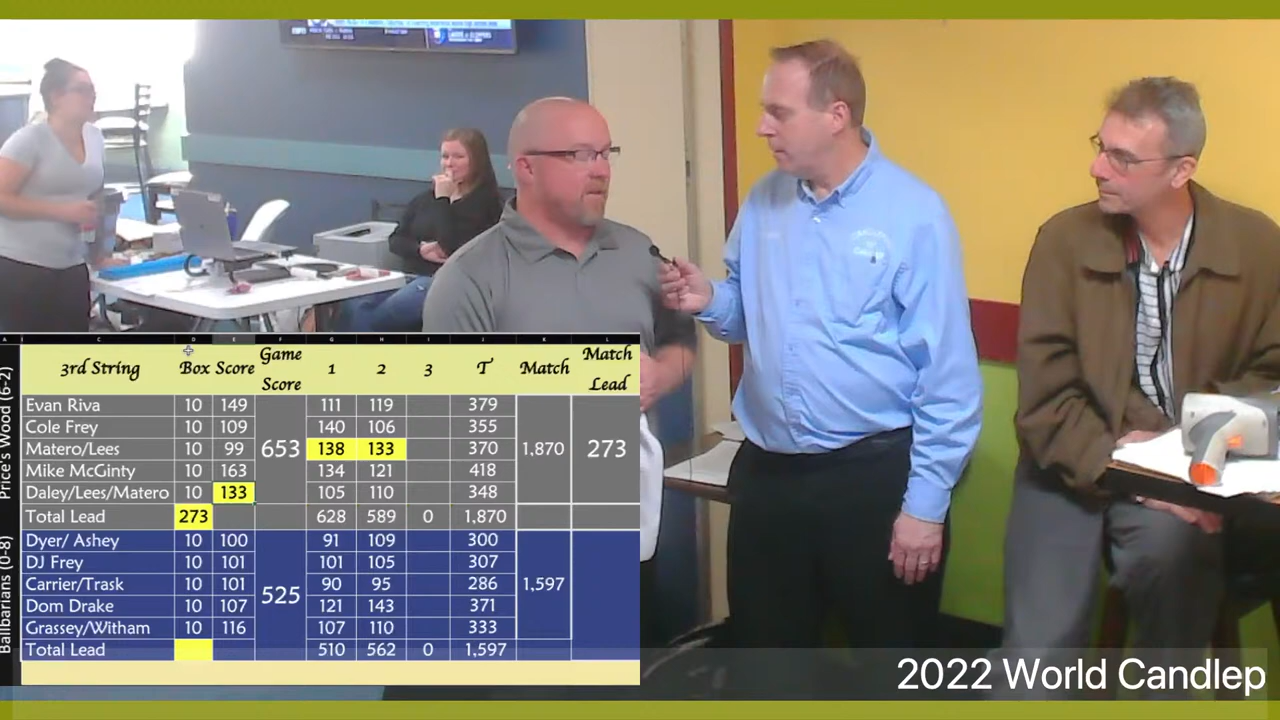 ESPN
3rd String Box Score Game Score 1 2 3 T Match Match Lead
Price's Wood (6-2)
Evan Riva 10 149 111 119 379
Cole Frey 10 109 140 106 355
Matero/Lees 10 99 653 138 133 370 1,870 273
Mike McGinty 10 163 134 121 418
Daley/Lees/Matero 10 133 105 110 348
Total Lead 273 628 589 0 1,870
Ballbarians (0-8)
Dyer/ Ashey 10 100 91 109 300
DJ Frey 10 101 101 105 307
Carrier/Trask 10 101 525 90 95 286 1,597
Dom Drake 10 107 121 143 371
Grassey/Witham 10 116 107 110 333
Total Lead 510 562 0 1,597
2022 World Candlep